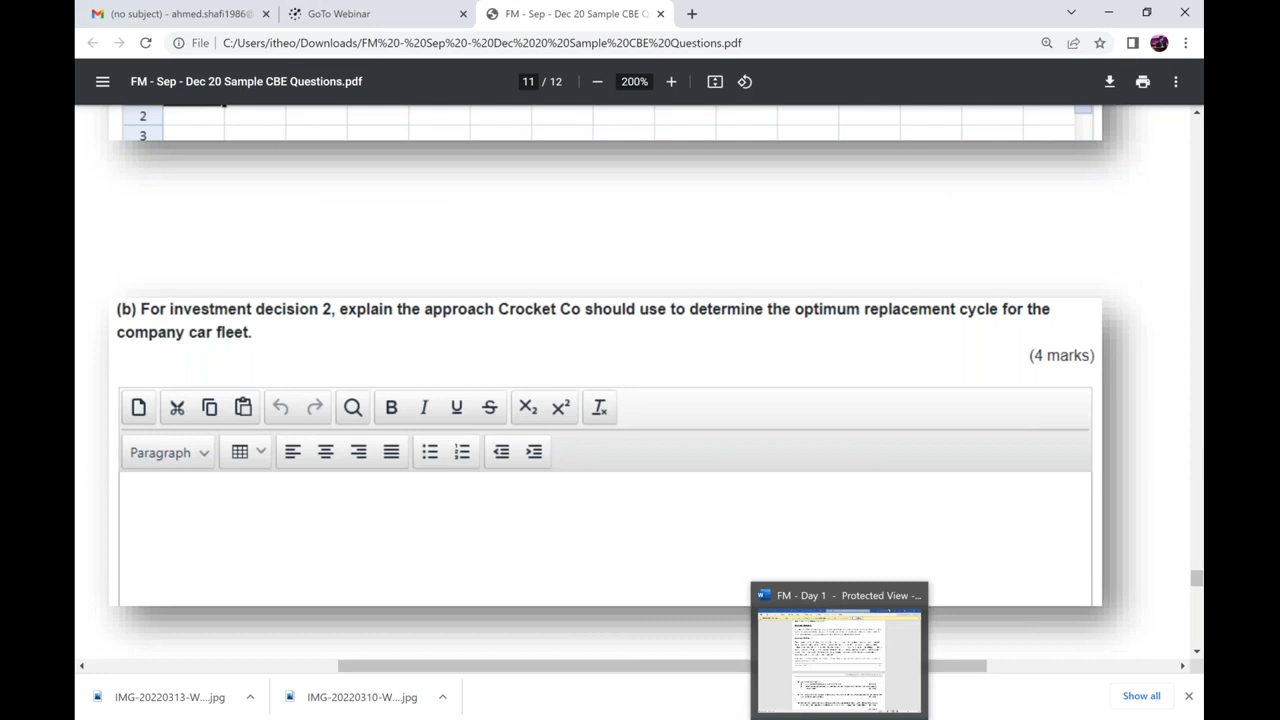 (no subject) - ahmed.shafi1986@
GoTo Webinar
FM - Sep - Dec 20 Sample CBE Q
File
C:/Users/itheo/Downloads/FM%20-%20Sep%20-%20Dec%2020%20Sample%20CBE%20Questions.pdf
FM - Sep - Dec 20 Sample CBE Questions.pdf
11 / 12
200%
2
3
(b) For investment decision 2, explain the approach Crocket Co should use to determine the optimum replacement cycle for the
company car fleet.
(4 marks)
B I U S X₂ X² Tx
Paragraph
FM - Day 1 - Protected View -...
IMG-20220313-W....jpg
IMG-20220310-W....jpg
Show all